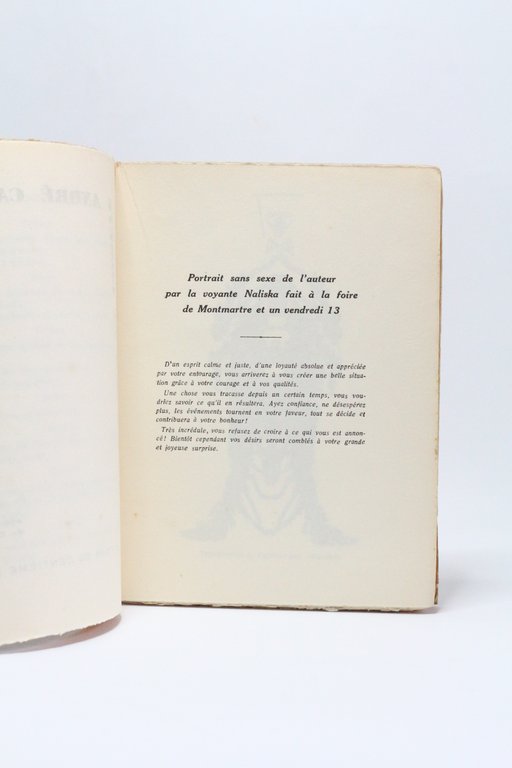 ANDRÉ CA
Portrait sans sexe de l'auteur
par la voyante Naliska fait à la foire
de Montmartre et un vendredi 13
D'un esprit calme et juste, d'une loyauté absolue et appréciée
par votre entourage, vous arriverez à vous créer une belle situa-
tion grâce à votre courage et à vos qualités.
Une chose vous tracasse depuis un certain temps, vous vou-
driez savoir ce qu'il en résultera. Ayez confiance, ne désespérez
plus, les événements tournent en votre faveur, tout se décide et
contribuera à votre bonheur!
Très incrédule, vous refusez de croire à ce qui vous est annon-
cé! Bientôt cependant vos désirs seront comblés à votre grande
et joyeuse surprise.